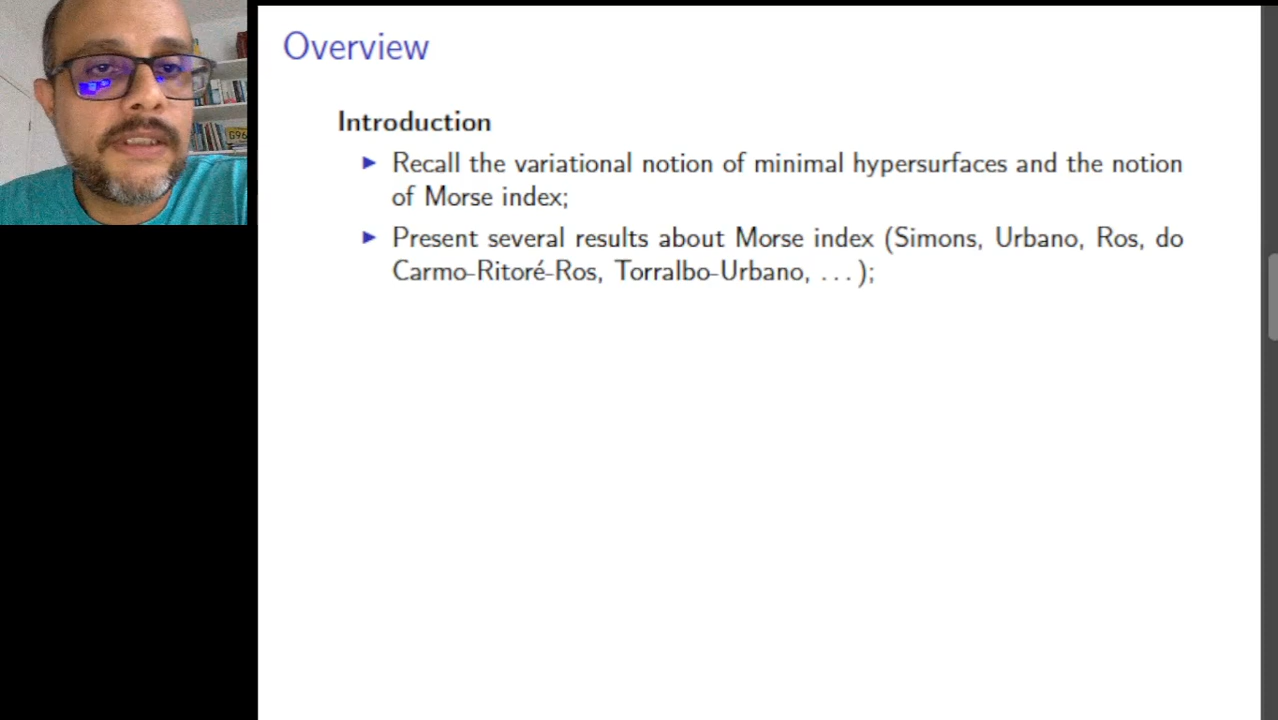 Overview
Introduction
Recall the variational notion of minimal hypersurfaces and the notion
of Morse index;
Present several results about Morse index (Simons, Urbano, Ros, do
Carmo-Ritoré-Ros, Torralbo-Urbano, ...);